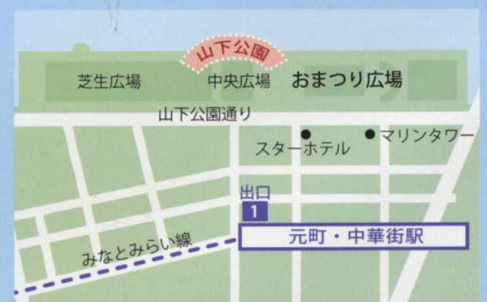 山下公園
芝生広場
中央広場
おまつり広場
山下公園通り
スターホテル
マリンタワー
出口
1
元町・中華街駅
みなとみらい線